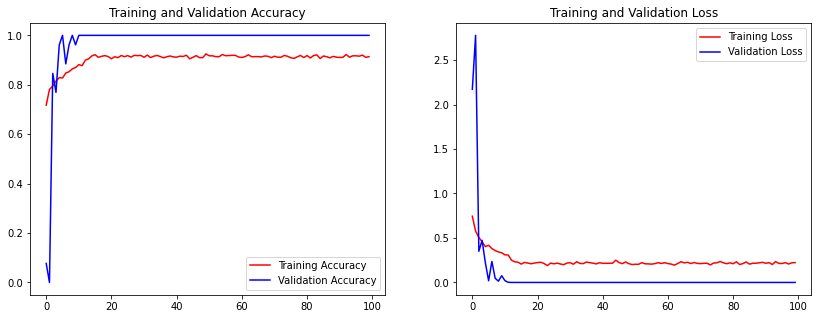 Training and Validation Accuracy
1.0
0.8
0.6
0.4
0.2
0.0
Training Accuracy
Validation Accuracy
0 20 40 60 80 100
Training and Validation Loss
Training Loss
Validation Loss
2.5
2.0
1.5
1.0
0.5
0.0
0 20 40 60 80 100